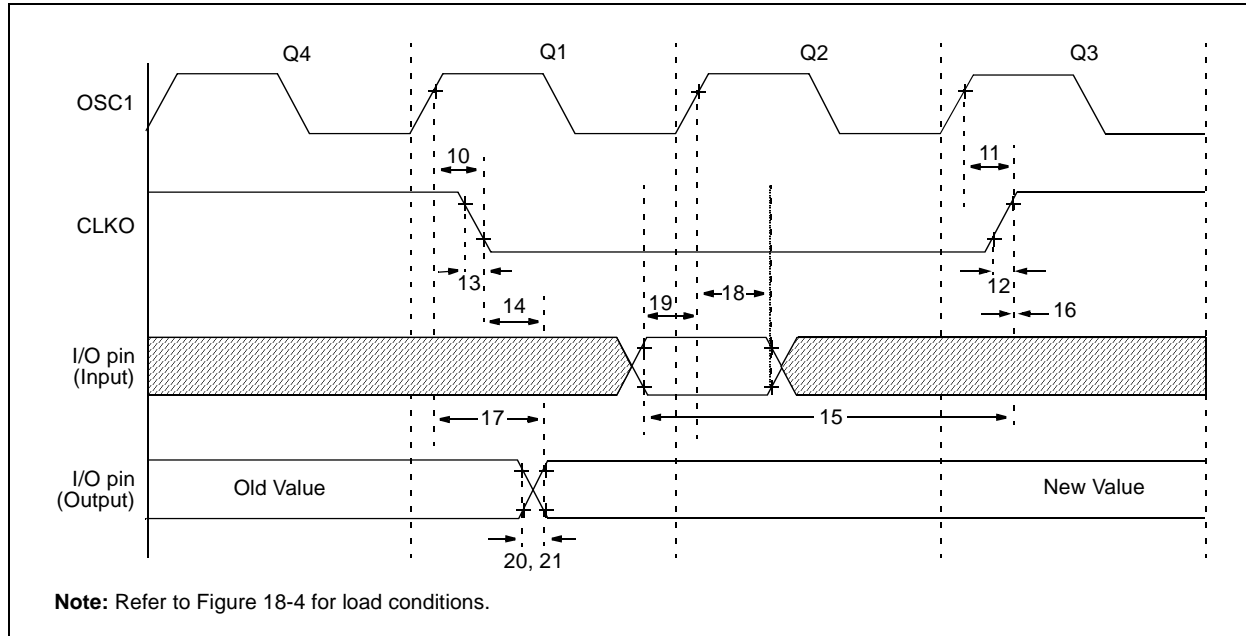 Q4 Q1 Q2 Q3
OSC1
10 11
CLKO
13 12
14 19 18 16
I/O pin
(Input)
17 15
I/O pin
(Output)
Old Value New Value
20, 21
Note: Refer to Figure 18-4 for load conditions.